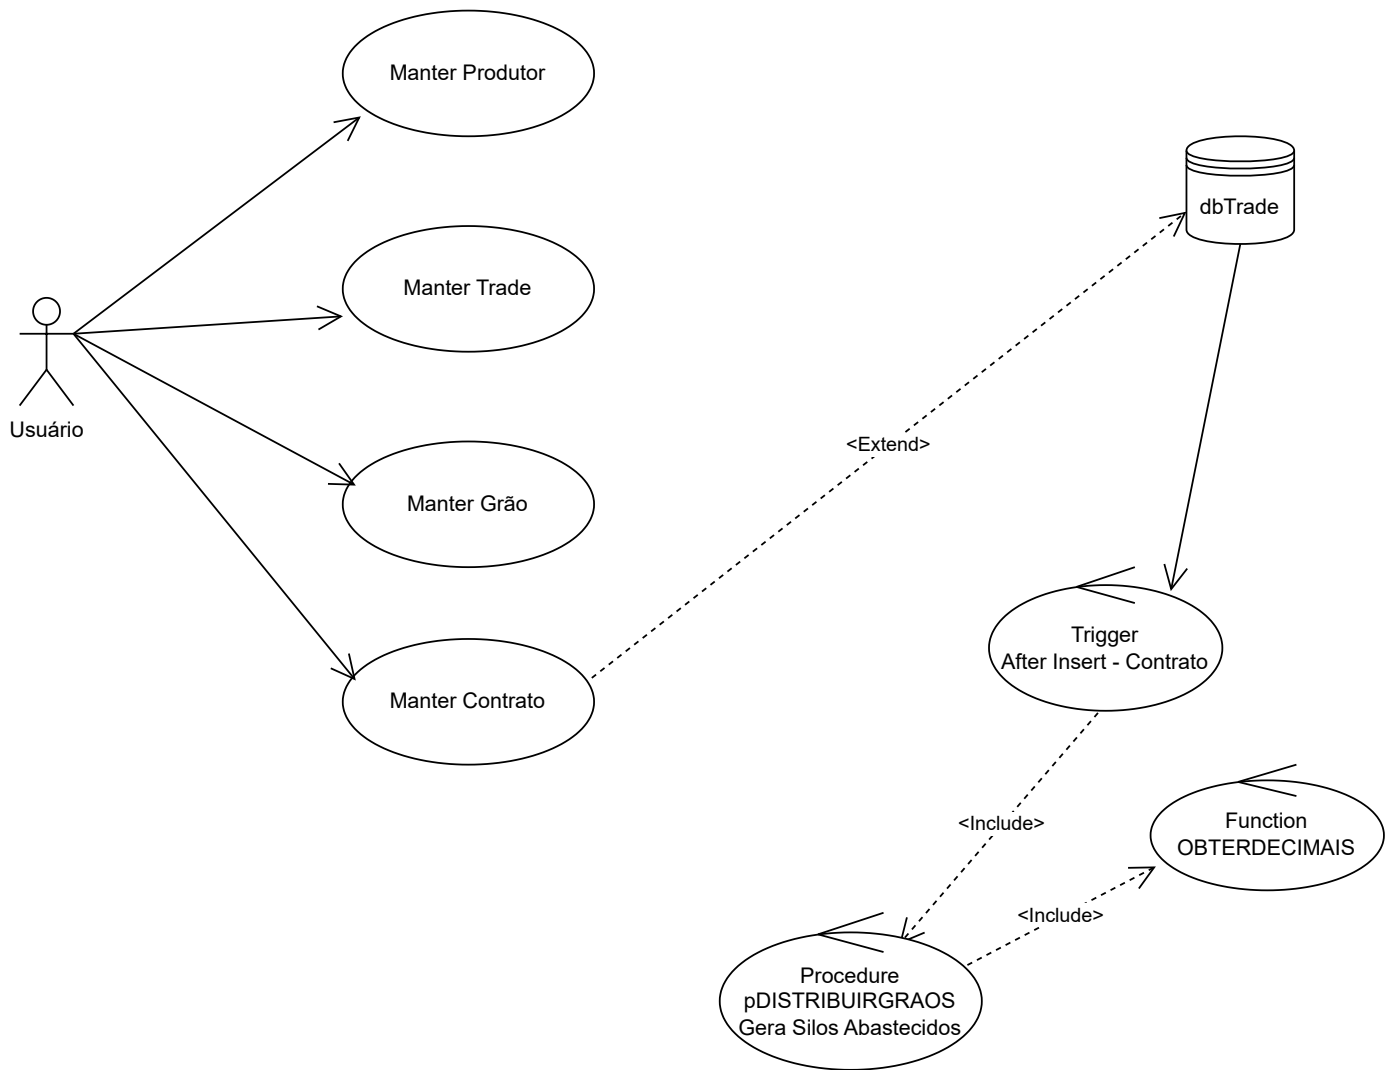 Manter Produtor
dbTrade
Manter Trade
Usuário
<Extend>
Manter Grão
Trigger
After Insert - Contrato
Manter Contrato
<Include>
Function
OBTERDECIMAIS
<Include>
Procedure
pDISTRIBUIRGRAOS
Gera Silos Abastecidos